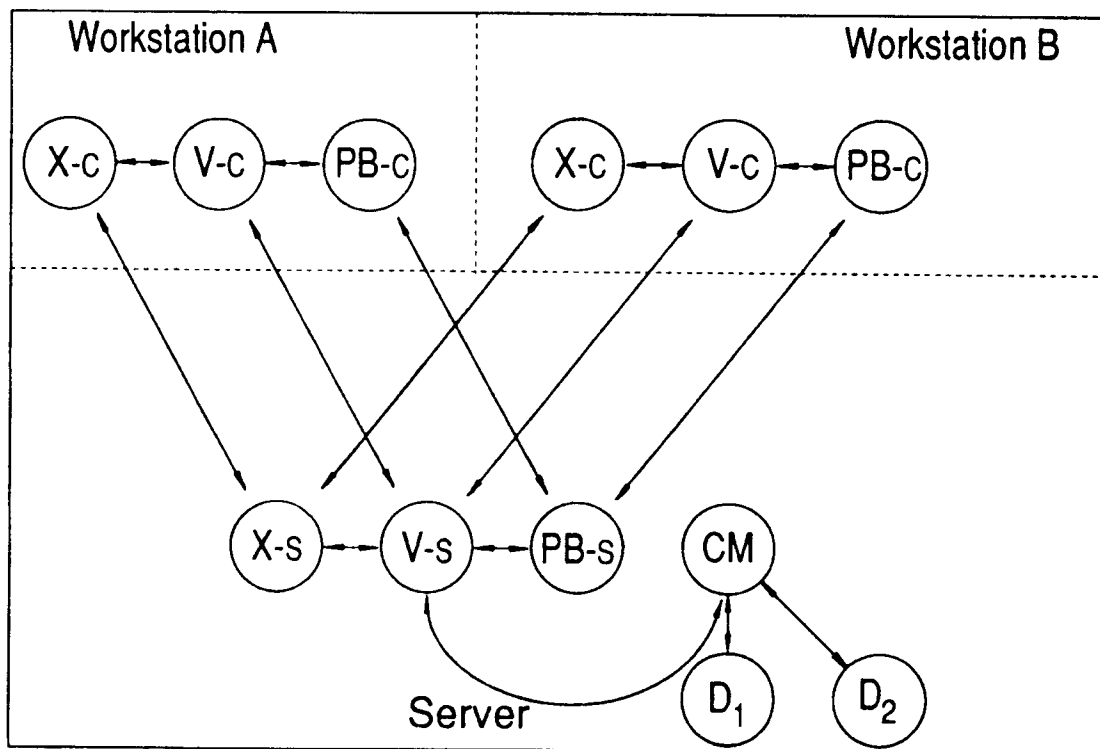 Workstation A
Workstation B
X-c
V-c
PB-c
X-c
V-c
PB-c
X-s
V-s
PB-s
CM
Server
D1
D2